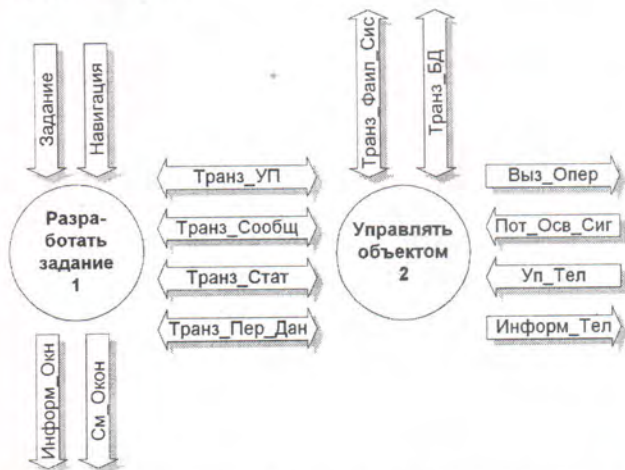 Задание
Навигация
Транз_Файл_Сис
Транз_БД
Разра-
ботать
задание
1
Транз_УП
Транз_Сообщ
Транз_Стат
Транз_Пер_Дан
Управлять
объектом
2
Выз_Опер
Пот_Осв_Сиг
Уп_Тел
Информ_Тел
Информ_Окн
См_Окон